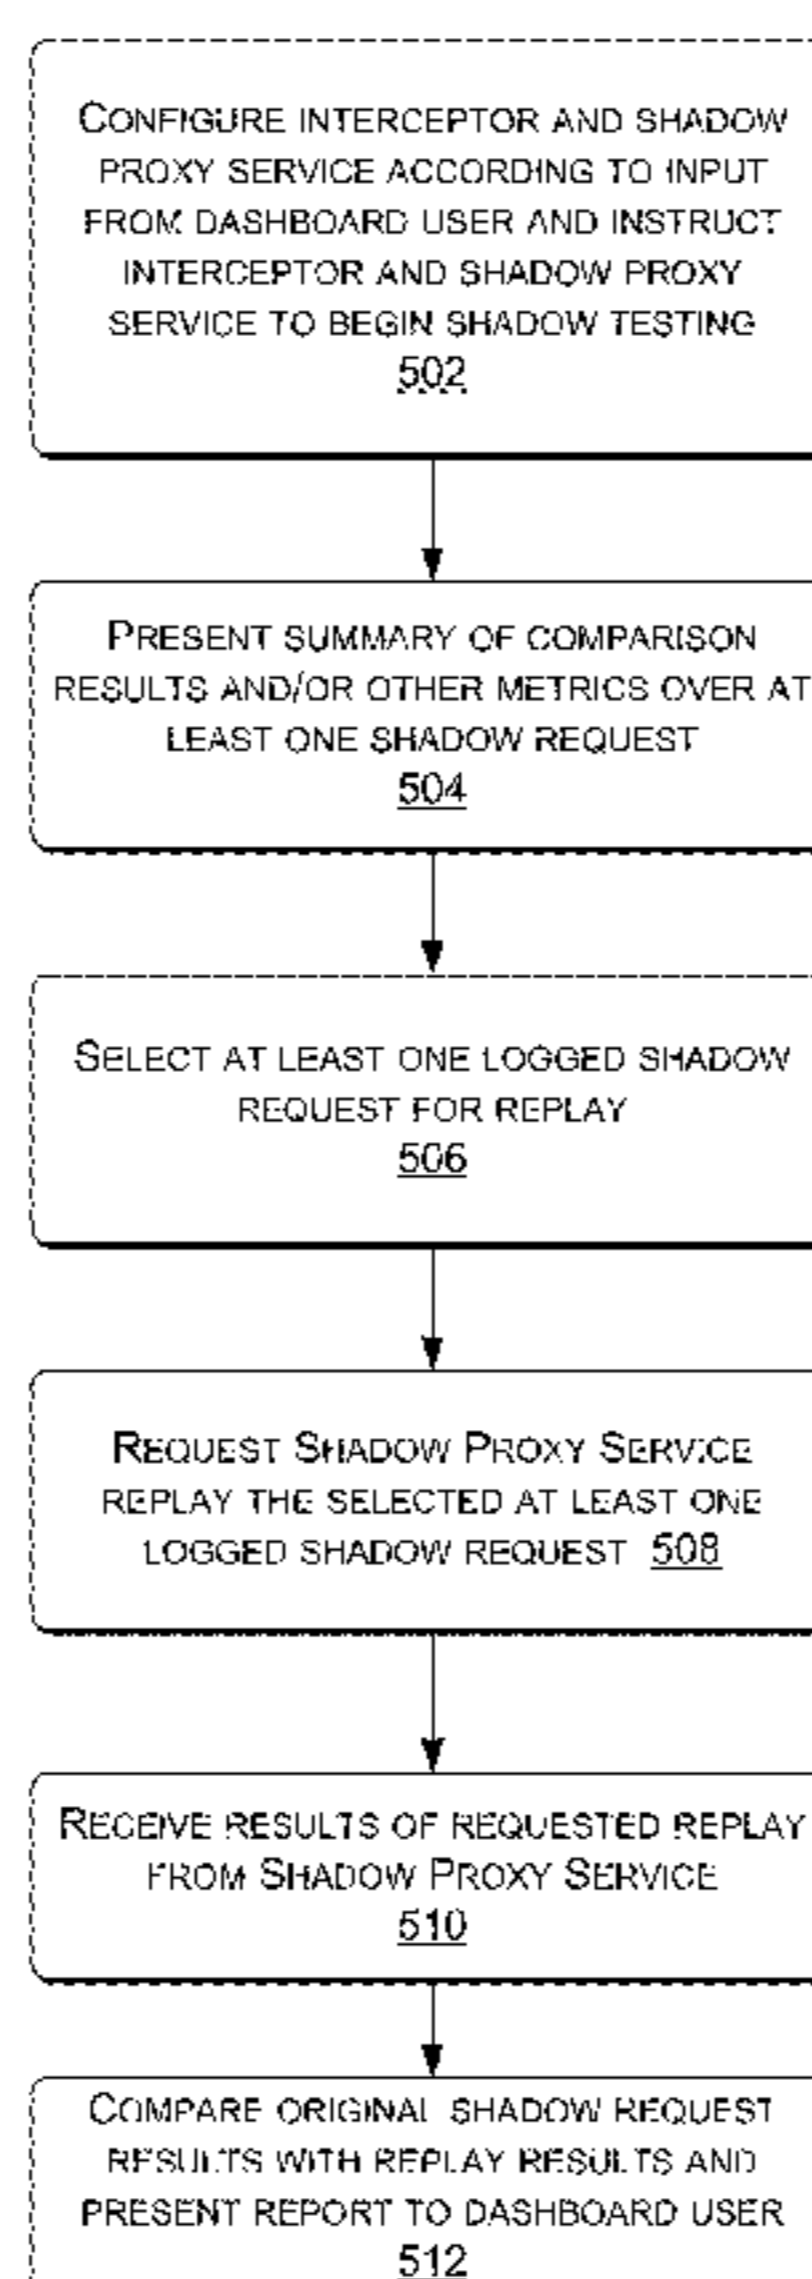 CONFIGURE INTERCEPTOR AND SHADOW
PROXY SERVICE ACCORDING TO INPUT
FROM DASHBOARD USER AND INSTRUCT
INTERCEPTOR AND SHADOW PROXY
SERVICE TO BEGIN SHADOW TESTING
502
PRESENT SUMMARY OF COMPARISON
RESULTS AND/OR OTHER METRICS OVER AT
LEAST ONE SHADOW REQUEST
504
SELECT AT LEAST ONE LOGGED SHADOW
REQUEST FOR REPLAY
506
REQUEST SHADOW PROXY SERVICE
REPLAY THE SELECTED AT LEAST ONE
LOGGED SHADOW REQUEST 508
RECEIVE RESULTS OF REQUESTED REPLAY
FROM SHADOW PROXY SERVICE
510
COMPARE ORIGINAL SHADOW REQUEST
RESULTS WITH REPLAY RESULTS AND
PRESENT REPORT TO DASHBOARD USER
512